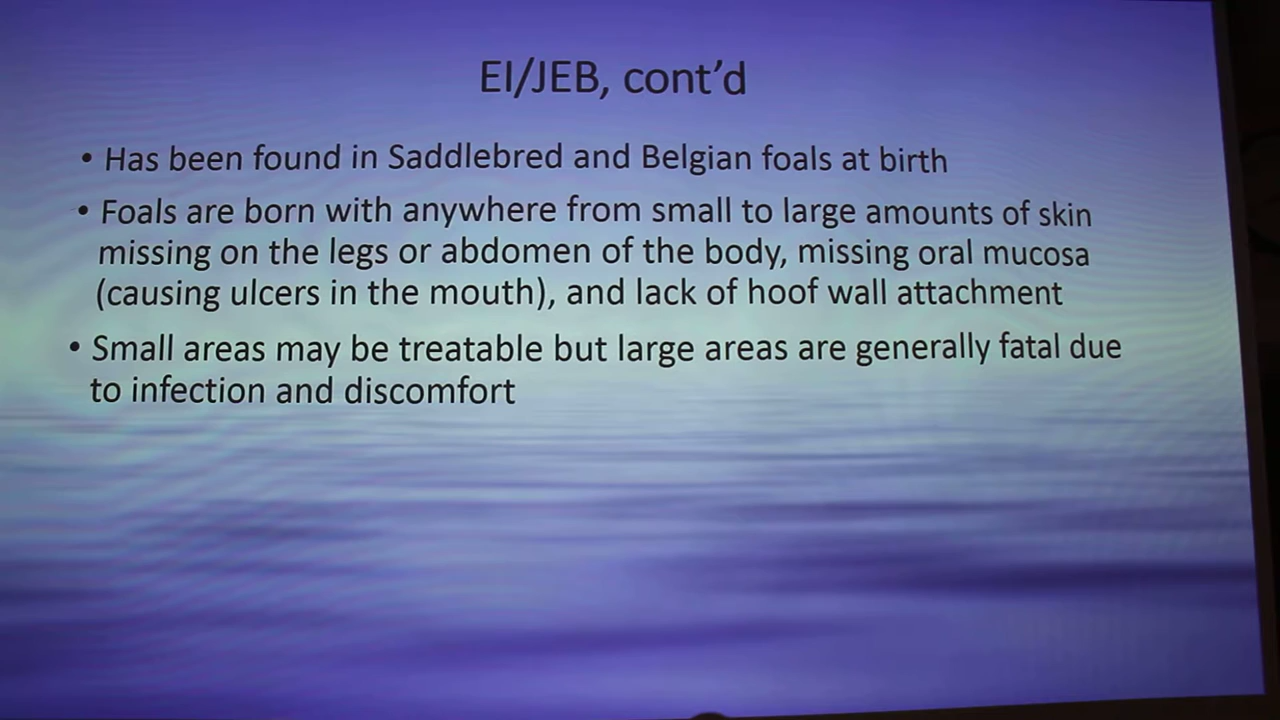 EI/JEB, cont’d
• Has been found in Saddlebred and Belgian foals at birth
• Foals are born with anywhere from small to large amounts of skin
missing on the legs or abdomen of the body, missing oral mucosa
(causing ulcers in the mouth), and lack of hoof wall attachment
• Small areas may be treatable but large areas are generally fatal due
to infection and discomfort